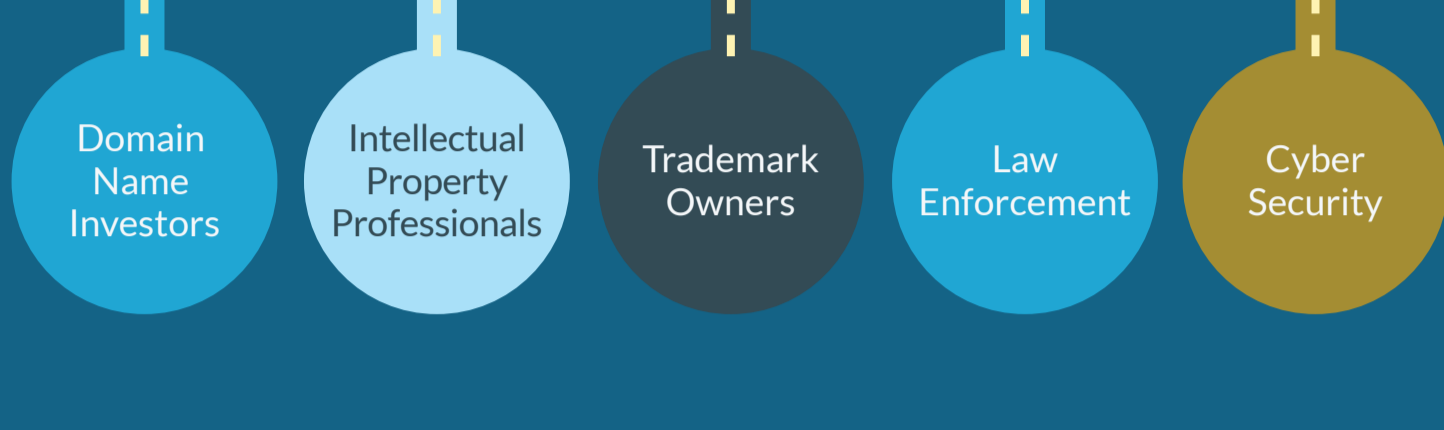 Domain
Name
Investors
Intellectual
Property
Professionals
Trademark
Owners
Law
Enforcement
Cyber
Security